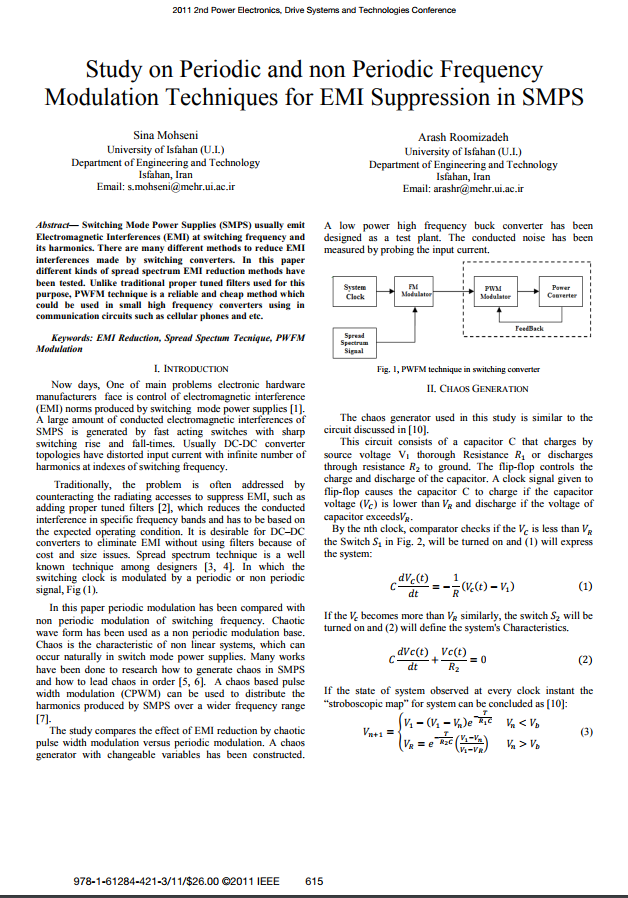 2011 2nd Power Electronics, Drive Systems and Technologies Conference
Study on Periodic and non Periodic Frequency
Modulation Techniques for EMI Suppression in SMPS
Sina Mohseni
University of Isfahan (U.I.)
Department of Engineering and Technology
Isfahan, Iran
Email: s.mohseni@mehr.ui.ac.ir
Arash Roomizadeh
University of Isfahan (U.I.)
Department of Engineering and Technology
Isfahan, Iran
Email: arashr@mehr.ui.ac.ir
Abstract— Switching Mode Power Supplies (SMPS) usually emit
Electromagnetic Interferences (EMI) at switching frequency and
its harmonics. There are many different methods to reduce EMI
interferences made by switching converters. In this paper
different kinds of spread spectrum EMI reduction methods have
been tested. Unlike traditional proper tuned filters used for this
purpose, PWFM technique is a reliable and cheap method which
could be used in small high frequency converters using in
communication circuits such as cellular phones and etc.
Keywords: EMI Reduction, Spread Spectum Tecnique, PWFM
Modulation
I. INTRODUCTION
Now days, One of main problems electronic hardware
manufacturers face is control of electromagnetic interference
(EMI) norms produced by switching mode power supplies [1].
A large amount of conducted electromagnetic interferences of
SMPS is generated by fast acting switches with sharp
switching rise and fall-times. Usually DC-DC converter
topologies have distorted input current with infinite number of
harmonics at indexes of switching frequency.
Traditionally, the problem is often addressed by
counteracting the radiating accesses to suppress EMI, such as
adding proper tuned filters [2], which reduces the conducted
interference in specific frequency bands and has to be based on
the expected operating condition. It is desirable for DC–DC
converters to eliminate EMI without using filters because of
cost and size issues. Spread spectrum technique is a well
known technique among designers [3, 4]. In which the
switching clock is modulated by a periodic or non periodic
signal, Fig (1).
In this paper periodic modulation has been compared with
non periodic modulation of switching frequency. Chaotic
wave form has been used as a non periodic modulation base.
Chaos is the characteristic of non linear systems, which can
occur naturally in switch mode power supplies. Many works
have been done to research how to generate chaos in SMPS
and how to lead chaos in order [5, 6]. A chaos based pulse
width modulation (CPWM) can be used to distribute the
harmonics produced by SMPS over a wider frequency range
[7].
The study compares the effect of EMI reduction by chaotic
pulse width modulation versus periodic modulation. A chaos
generator with changeable variables has been constructed.
A low power high frequency buck converter has been
designed as a test plant. The conducted noise has been
measured by probing the input current.
System
Clock
FM
Modulator
PWM
Modulator
Power
Converter
FeedBack
Spread
Spectrum
Signal
Fig. 1, PWFM technique in switching converter
II. CHAOS GENERATION
The chaos generator used in this study is similar to the
circuit discussed in [10].
This circuit consists of a capacitor C that charges by
source voltage V₁ thorough Resistance R₁ or discharges
through resistance R₂ to ground. The flip-flop controls the
charge and discharge of the capacitor. A clock signal given to
flip-flop causes the capacitor C to charge if the capacitor
voltage (V_C) is lower than V_R and discharge if the voltage of
capacitor exceedsV_R.
By the nth clock, comparator checks if the V_C is less than V_R
the Switch S₁ in Fig. 2, will be turned on and (1) will express
the system:
C dV_C(t)/dt = −1/R (V_C(t) − V₁) (1)
If the V_C becomes more than V_R similarly, the switch S₂ will be
turned on and (2) will define the system's Characteristics.
C dVc(t)/dt + Vc(t)/R₂ = 0 (2)
If the state of system observed at every clock instant the
“stroboscopic map” for system can be concluded as [10]:
V_{n+1} = { V₁ − (V₁ − V_n)e^{−T/(R₁C)} V_n < V_b
V_R = e^{−T/(R₂C)} ((V₁−V_n)/(V₁−V_R)) V_n > V_b (3)
978-1-61284-421-3/11/$26.00 ©2011 IEEE 615